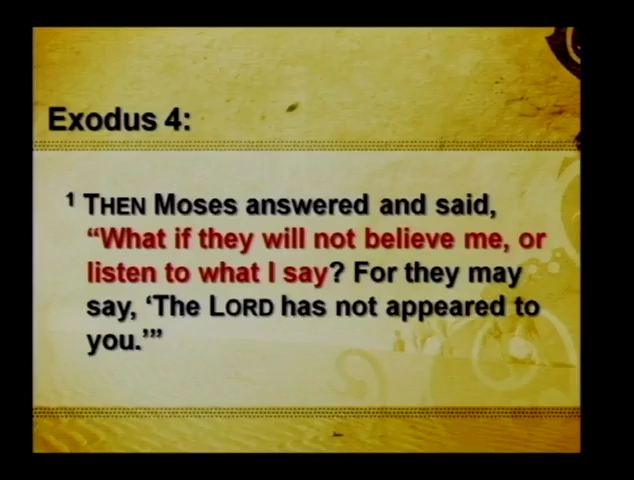 Exodus 4:
1 THEN Moses answered and said,
“What if they will not believe me, or
listen to what I say? For they may
say, ‘The LORD has not appeared to
you.’”